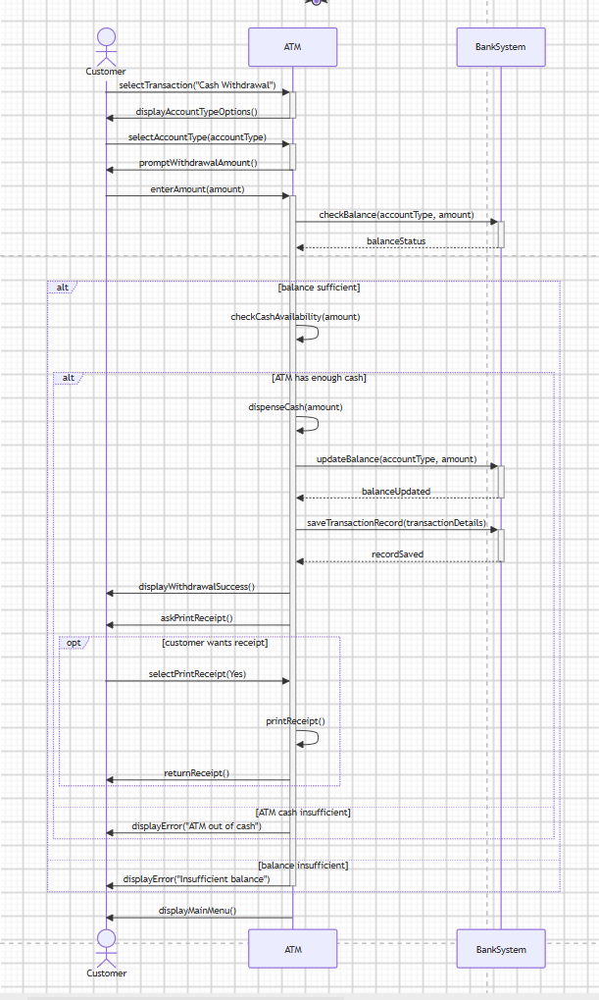 ATM
BankSystem
Customer
selectTransaction("Cash Withdrawal")
displayAccountTypeOptions()
selectAccountType(accountType)
promptWithdrawalAmount()
enterAmount(amount)
checkBalance(accountType, amount)
balanceStatus
alt
[balance sufficient]
checkCashAvailability(amount)
alt
[ATM has enough cash]
dispenseCash(amount)
updateBalance(accountType, amount)
balanceUpdated
saveTransactionRecord(transactionDetails)
recordSaved
displayWithdrawalSuccess()
askPrintReceipt()
opt
[customer wants receipt]
selectPrintReceipt(Yes)
printReceipt()
returnReceipt()
[ATM cash insufficient]
displayError("ATM out of cash")
[balance insufficient]
displayError("Insufficient balance")
displayMainMenu()
ATM
BankSystem
Customer